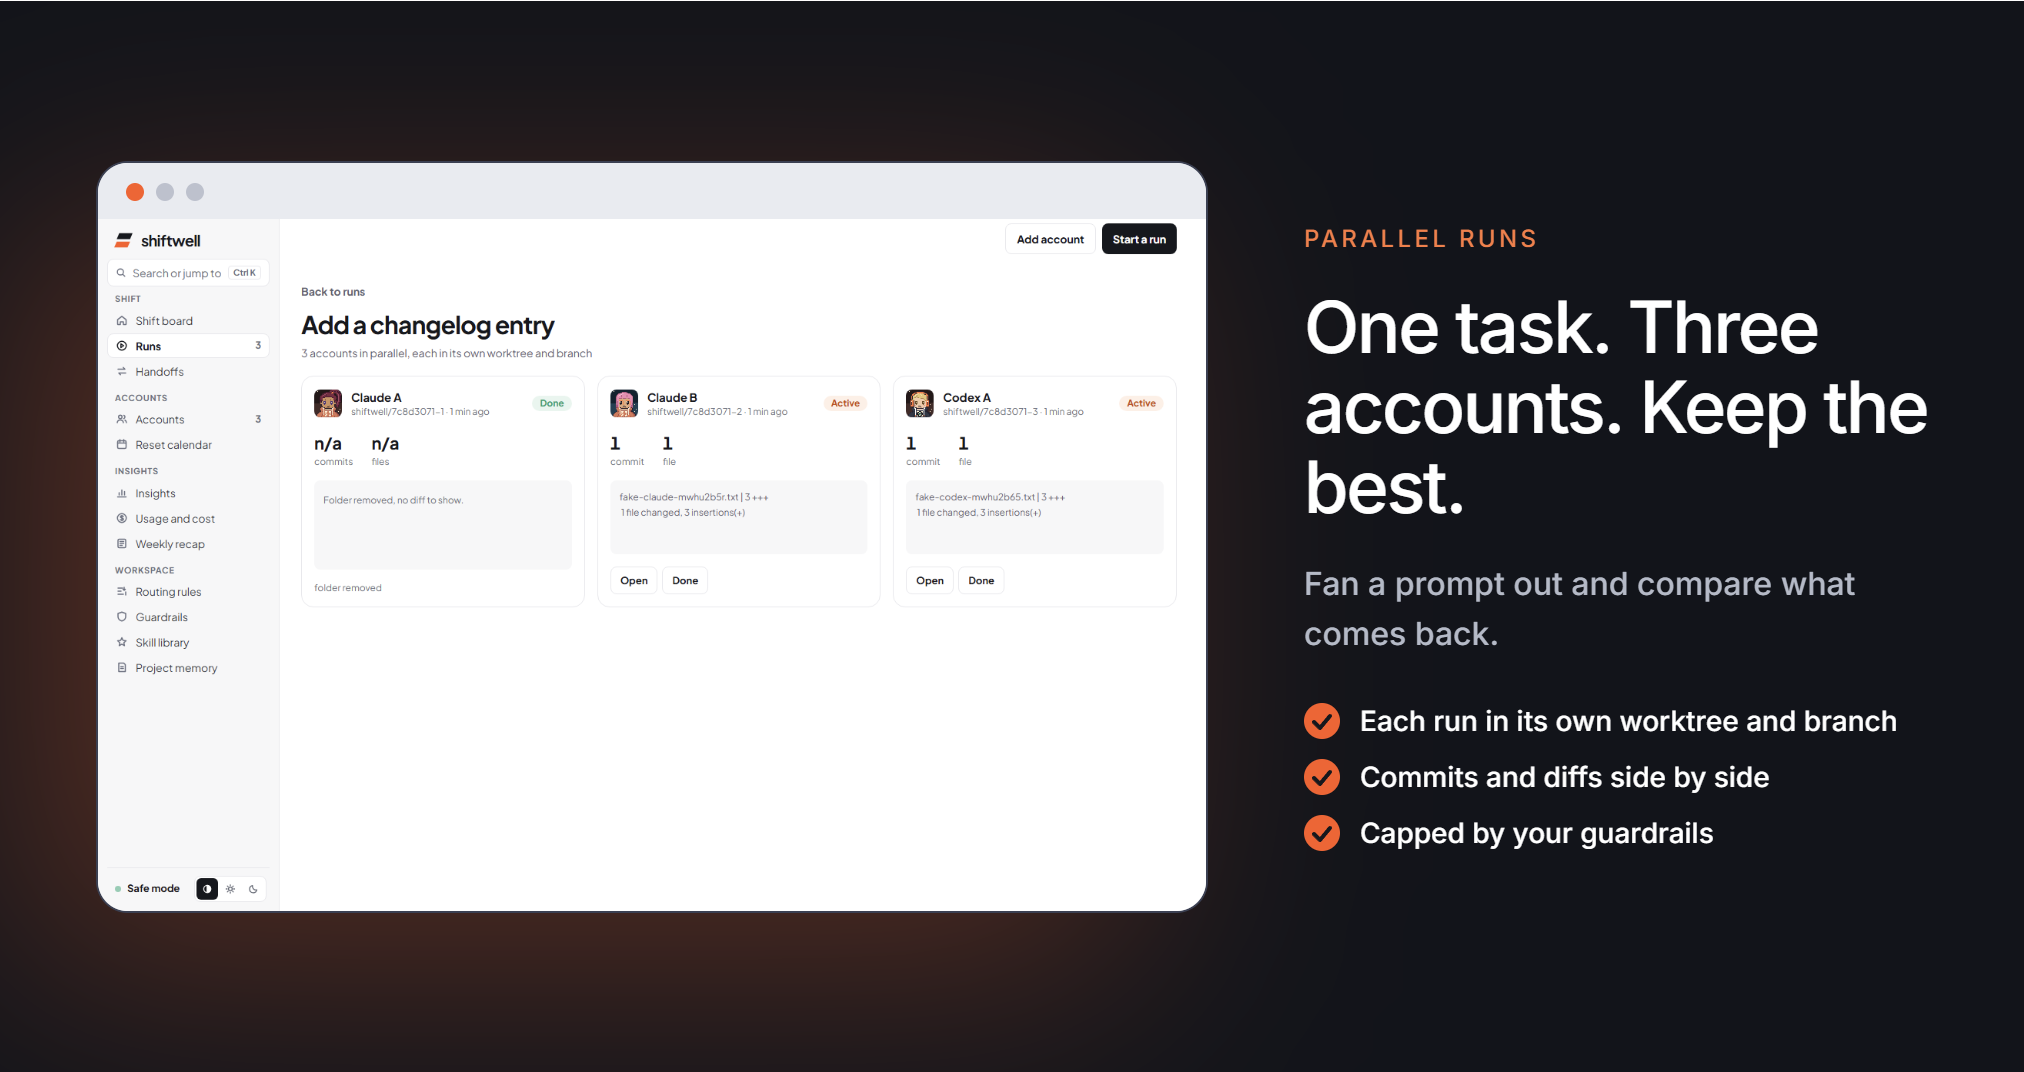 shiftwell
Search or jump to Ctrl K
SHIFT
Shift board
Runs 3
Handoffs
ACCOUNTS
Accounts 3
Reset calendar
INSIGHTS
Insights
Usage and cost
Weekly recap
WORKSPACE
Routing rules
Guardrails
Skill library
Project memory
Safe mode
Add account Start a run
Back to runs
Add a changelog entry
3 accounts in parallel, each in its own worktree and branch
Claude A Done
shiftwell/7c8d3071-1 · 1 min ago
n/a n/a
commits files
Folder removed, no diff to show.
folder removed
Claude B Active
shiftwell/7c8d3071-2 · 1 min ago
1 1
commit file
fake-claude-mwhu2b5r.txt | 3 +++
1 file changed, 3 insertions(+)
Open Done
Codex A Active
shiftwell/7c8d3071-3 · 1 min ago
1 1
commit file
fake-codex-mwhu2b65.txt | 3 +++
1 file changed, 3 insertions(+)
Open Done
PARALLEL RUNS
One task. Three
accounts. Keep the
best.
Fan a prompt out and compare what
comes back.
Each run in its own worktree and branch
Commits and diffs side by side
Capped by your guardrails